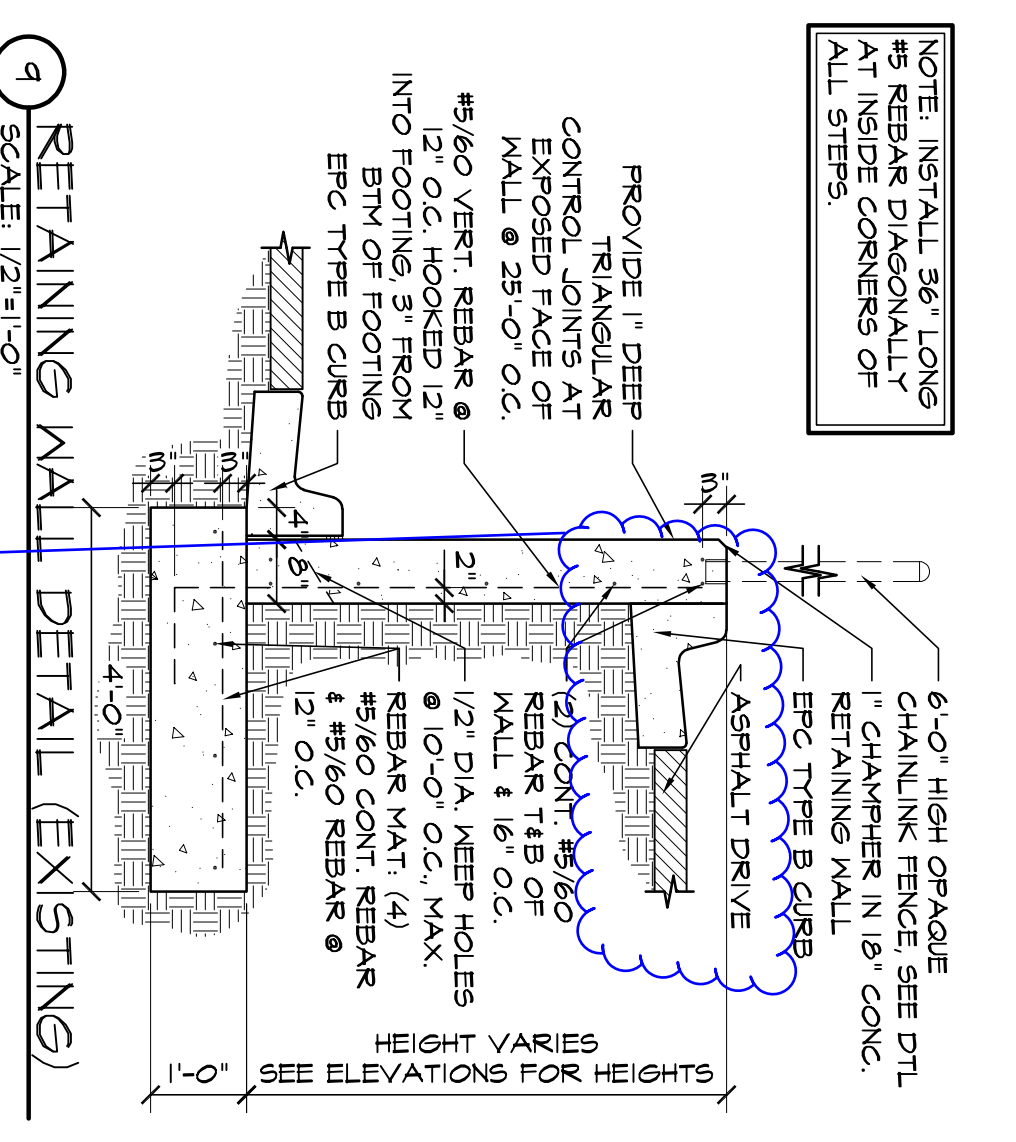 NOTE: INSTALL 36" LONG
#5 REBAR DIAGONALLY
AT INSIDE CORNERS OF
ALL STEPS.
6'-0" HIGH OPAQUE
CHAINLINK FENCE, SEE DTL
1" CHAMPHER IN 18" CONC.
RETAINING WALL
EPC TYPE B CURB
ASPHALT DRIVE
PROVIDE 1" DEEP
TRIANGULAR
CONTROL JOINTS AT
EXPOSED FACE OF
WALL @ 25'-0" O.C.
#5/60 VERT. REBAR @
12" O.C. HOOKED 12"
INTO FOOTING, 3" FROM
BTM OF FOOTING
EPC TYPE B CURB
(2) CONT. #5/60
REBAR T&B OF
WALL & 16" O.C.
1/2" DIA. WEEP HOLES
@ 10'-0" O.C., MAX.
REBAR MAT: (4)
#5/60 CONT. REBAR
& #5/60 REBAR @
12" O.C.
3"
2"
4"
8"
3"
3"
4'-0"
HEIGHT VARIES
SEE ELEVATIONS FOR HEIGHTS
1'-0"
9
RETAINING WALL DETAIL (EXISTING)
SCALE: 1/2"=1'-0"